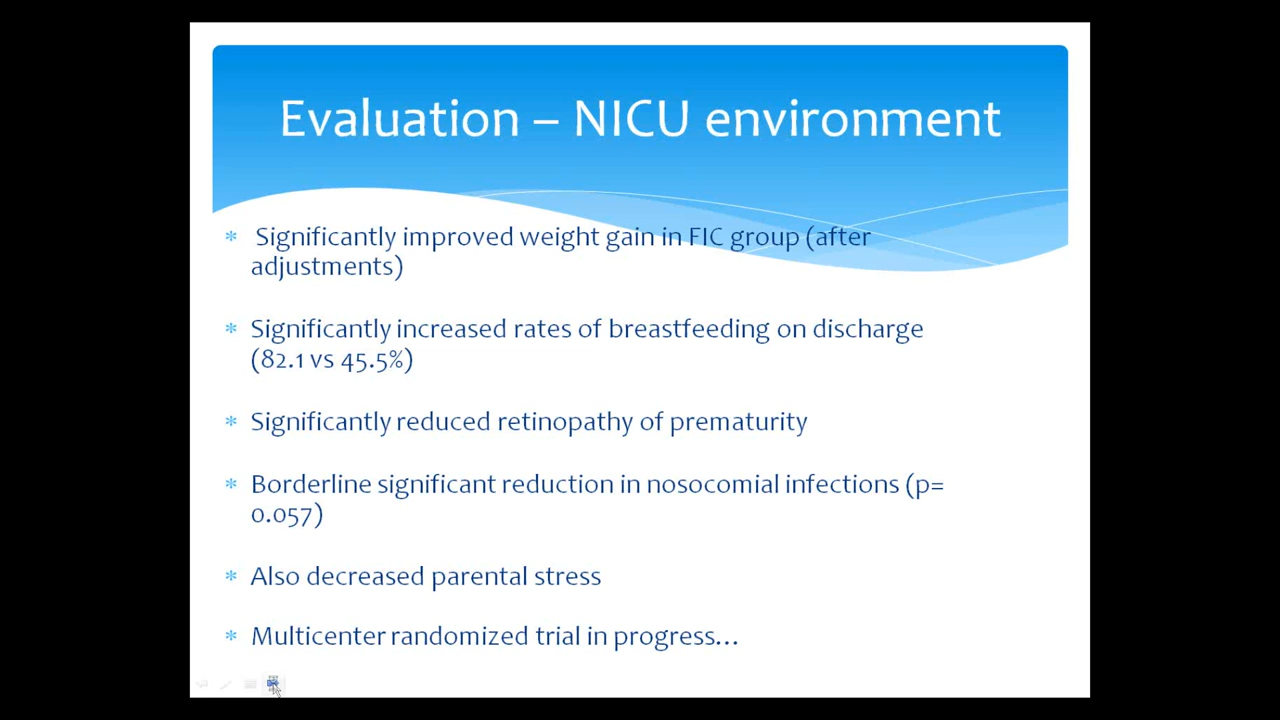 Evaluation – NICU environment
* Significantly improved weight gain in FIC group (after
adjustments)
* Significantly increased rates of breastfeeding on discharge
(82.1 vs 45.5%)
* Significantly reduced retinopathy of prematurity
* Borderline significant reduction in nosocomial infections (p=
0.057)
* Also decreased parental stress
* Multicenter randomized trial in progress…